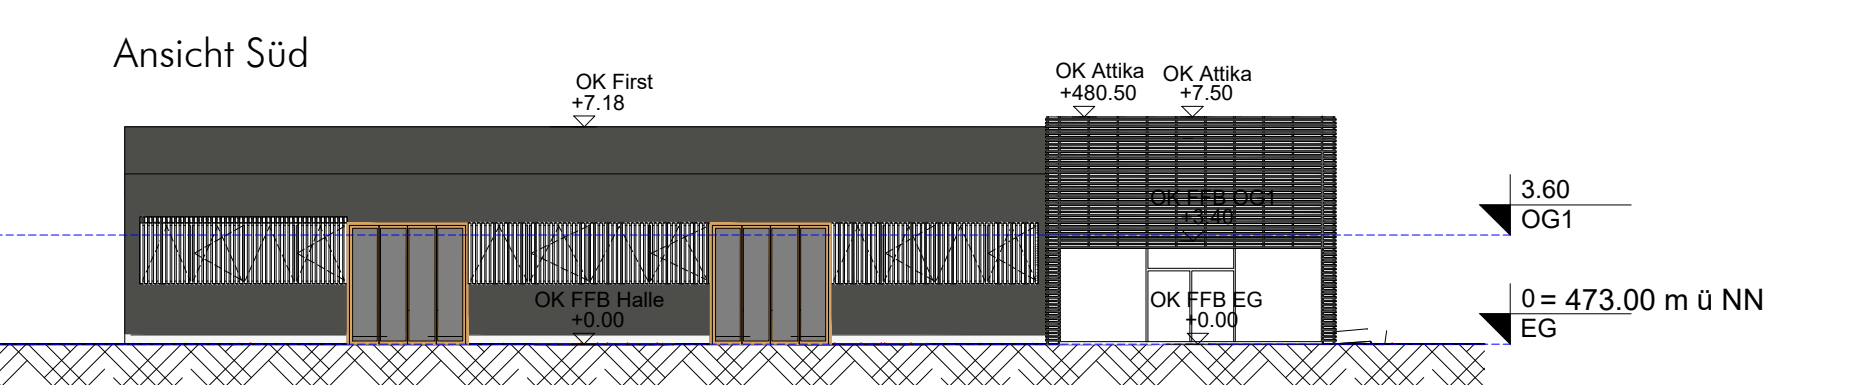 Ansicht Süd
OK First
+7.18
OK Attika
+480.50
OK Attika
+7.50
OK FFB OG1
+3.40
3.60
OG1
OK FFB Halle
+0.00
OK FFB EG
+0.00
0 = 473.00 m ü NN
EG